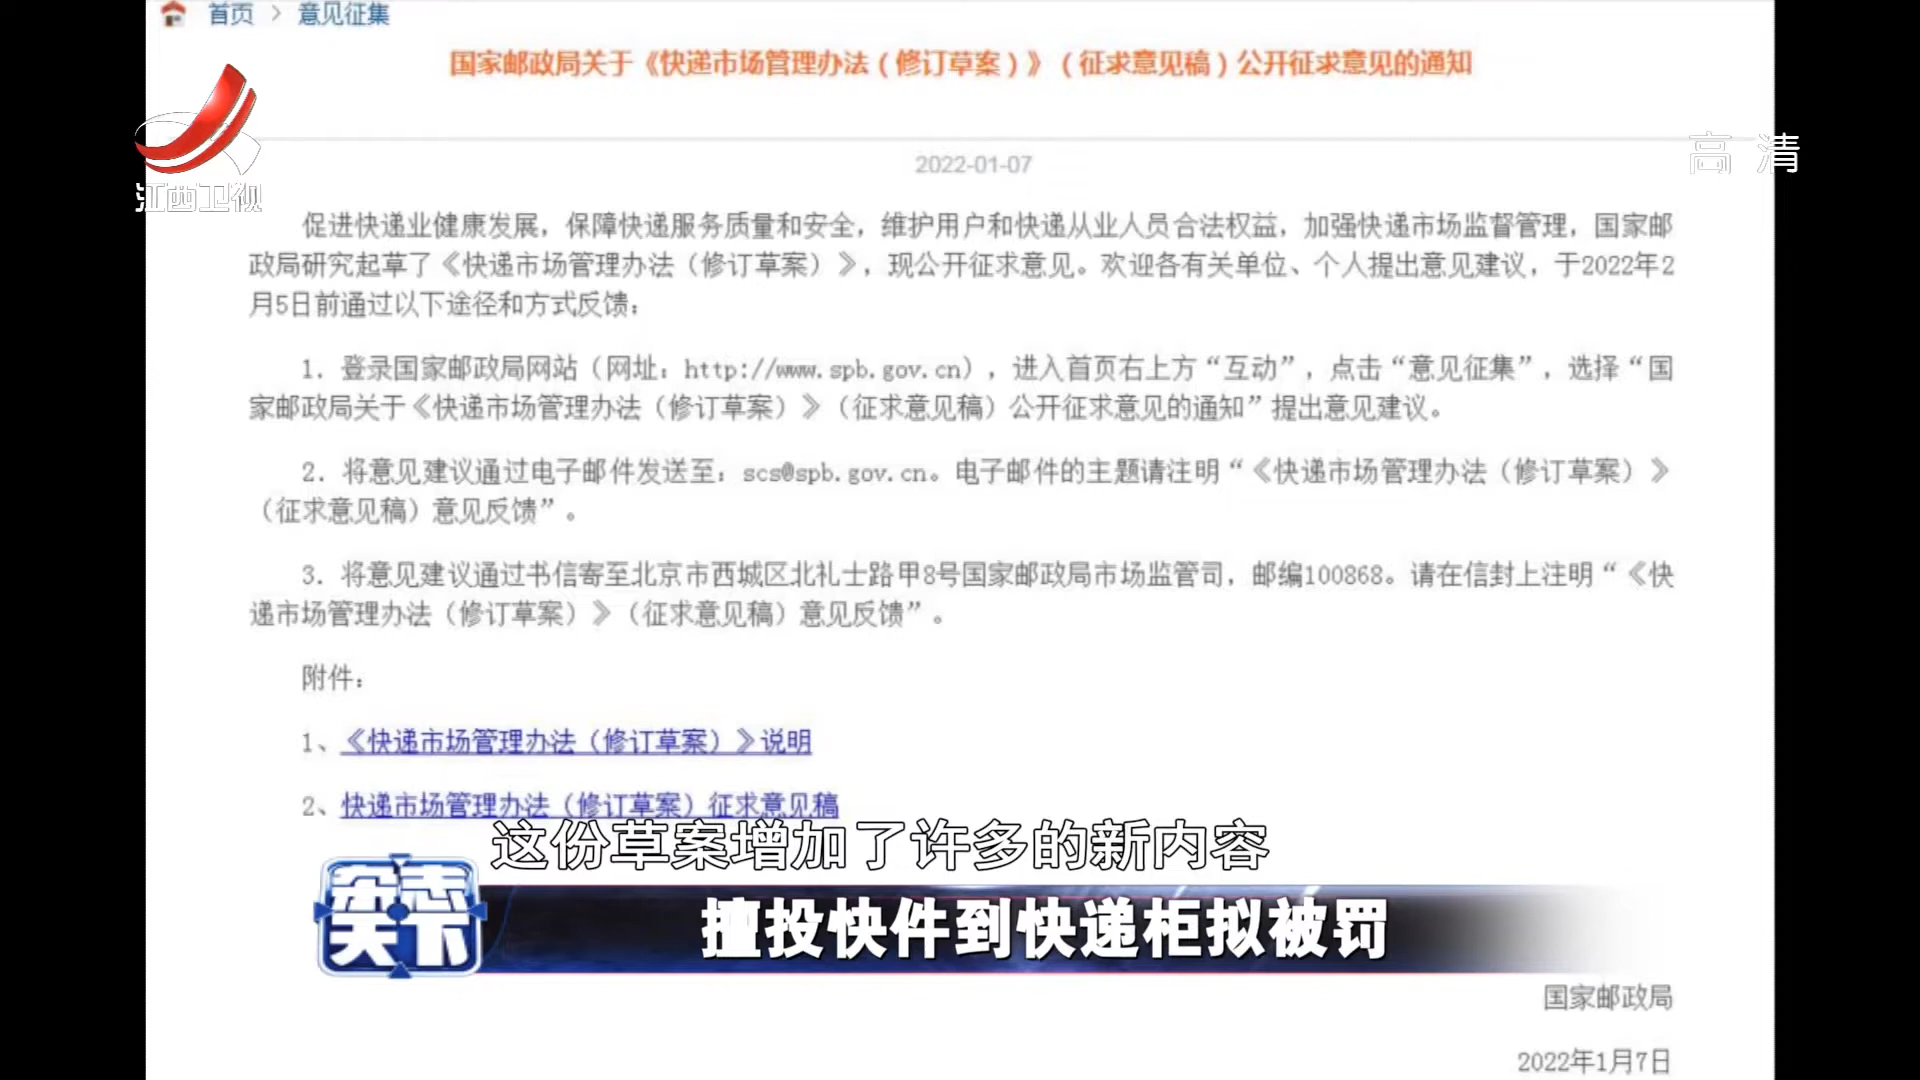 首页 > 意见征集
国家邮政局关于《快递市场管理办法（修订草案）》（征求意见稿）公开征求意见的通知
江西卫视
高清
2022-01-07
促进快递业健康发展，保障快递服务质量和安全，维护用户和快递从业人员合法权益，加强快递市场监督管理，国家邮
政局研究起草了《快递市场管理办法（修订草案）》，现公开征求意见。欢迎各有关单位、个人提出意见建议，于2022年2
月5日前通过以下途径和方式反馈：
1．登录国家邮政局网站（网址：http://www.spb.gov.cn），进入首页右上方“互动”，点击“意见征集”，选择“国
家邮政局关于《快递市场管理办法（修订草案）》（征求意见稿）公开征求意见的通知”提出意见建议。
2．将意见建议通过电子邮件发送至：scs@spb.gov.cn。电子邮件的主题请注明“《快递市场管理办法（修订草案）》
（征求意见稿）意见反馈”。
3．将意见建议通过书信寄至北京市西城区北礼士路甲8号国家邮政局市场监管司，邮编100868。请在信封上注明“《快
递市场管理办法（修订草案）》（征求意见稿）意见反馈”。
附件：
1、《快递市场管理办法（修订草案）》说明
2、快递市场管理办法（修订草案）征求意见稿
这份草案增加了许多的新内容
杂志
天下
擅投快件到快递柜拟被罚
国家邮政局
2022年1月7日